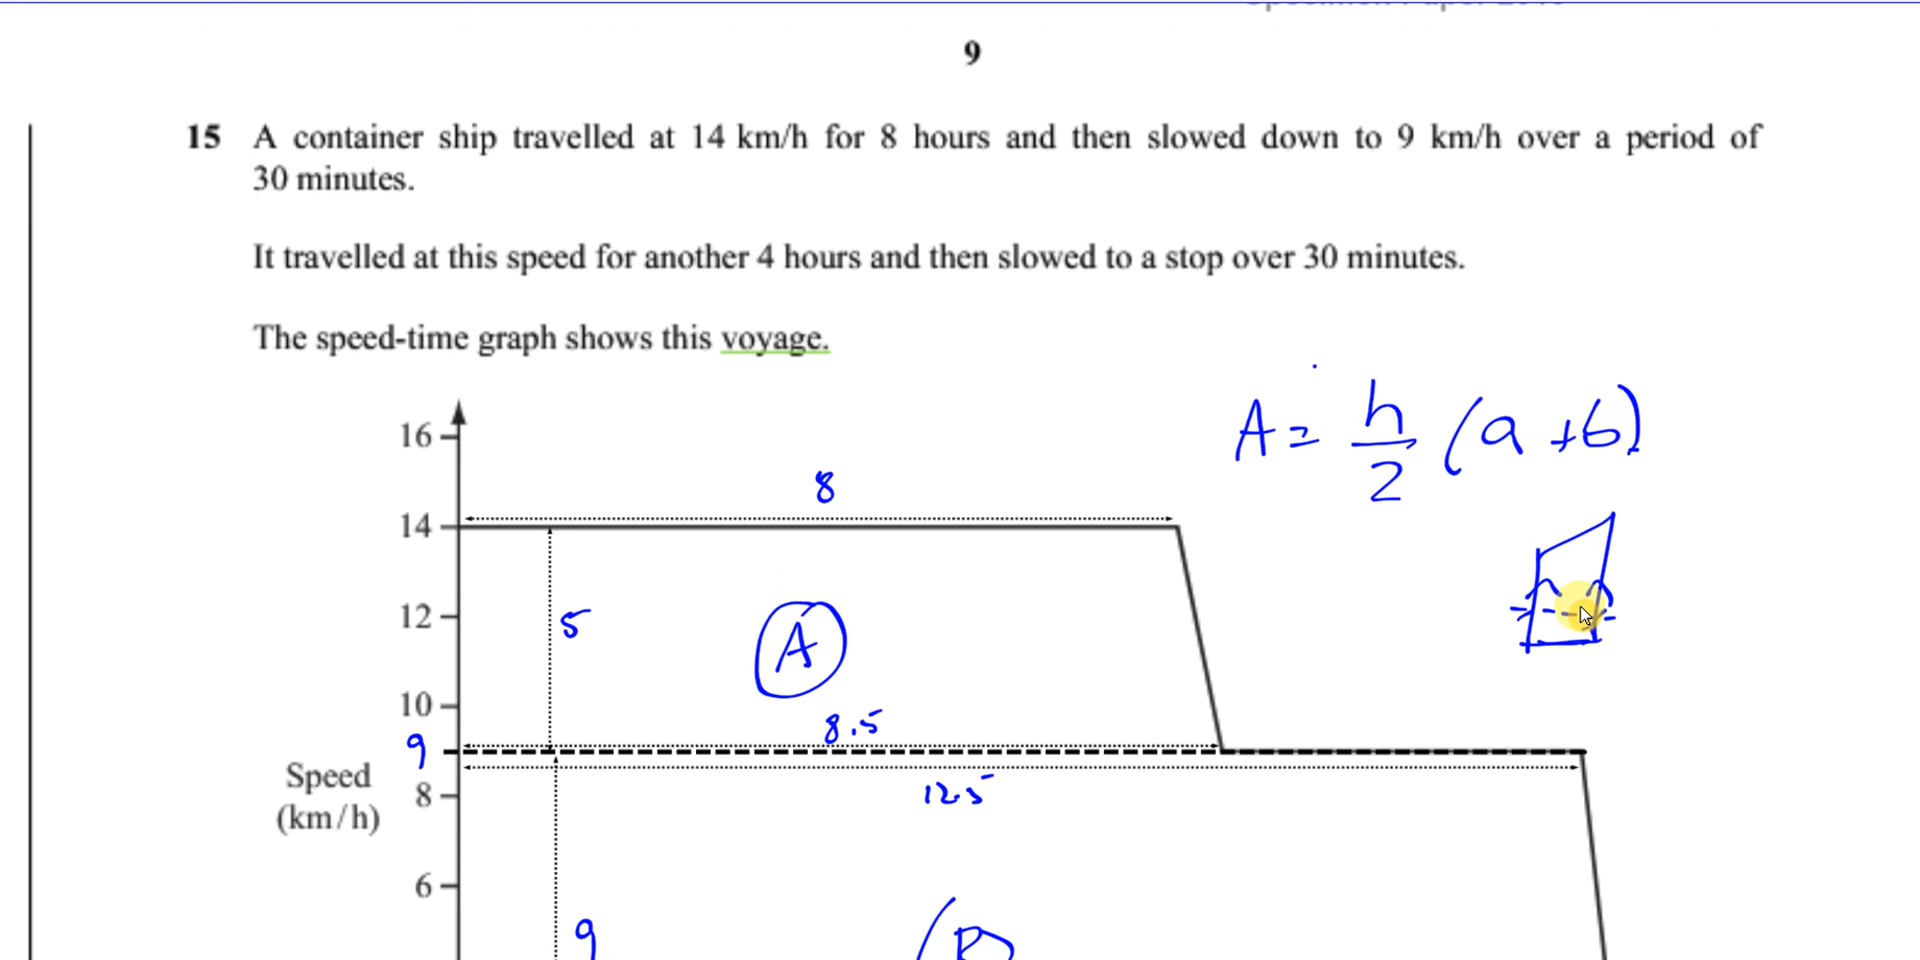 9
15 A container ship travelled at 14 km/h for 8 hours and then slowed down to 9 km/h over a period of
30 minutes.
It travelled at this speed for another 4 hours and then slowed to a stop over 30 minutes.
The speed-time graph shows this voyage.
A = h/2 (a+b)
16
8
14
12
5
A
10
8.5
9
Speed
(km/h)
8
12.5
6
9
B